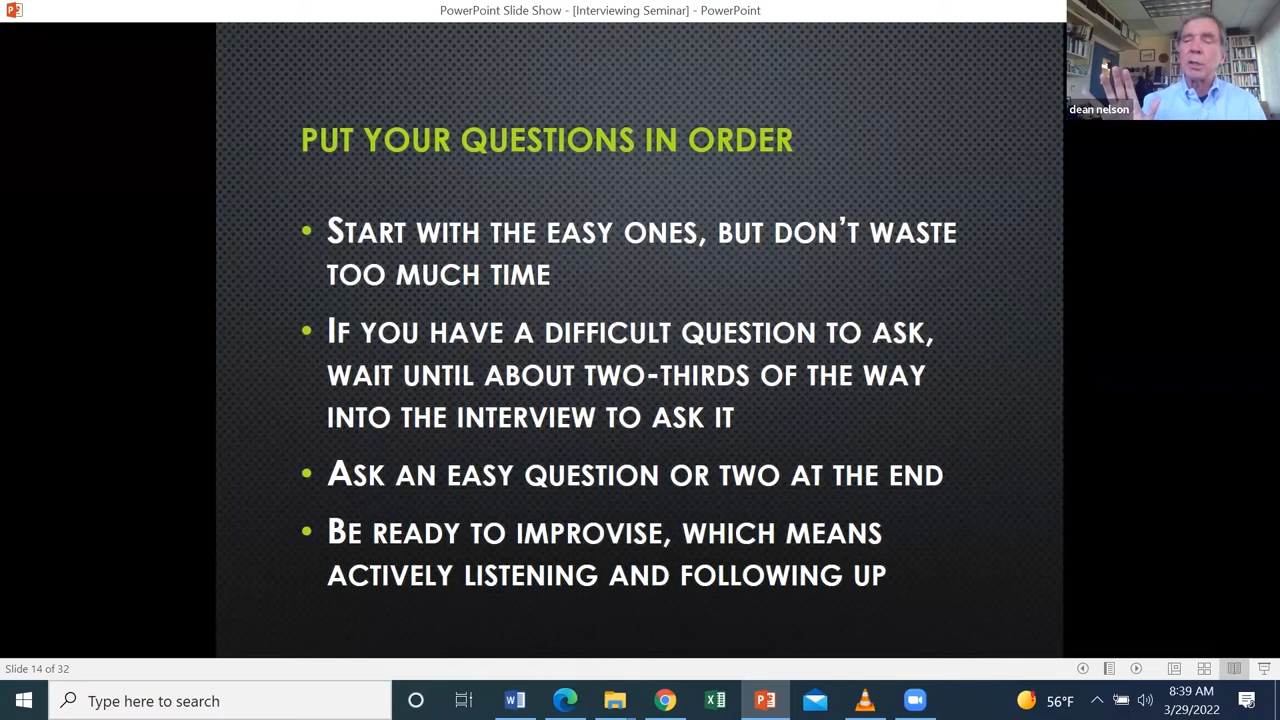 PowerPoint Slide Show - [Interviewing Seminar] - PowerPoint
dean nelson
PUT YOUR QUESTIONS IN ORDER
• START WITH THE EASY ONES, BUT DON'T WASTE
TOO MUCH TIME
• IF YOU HAVE A DIFFICULT QUESTION TO ASK,
WAIT UNTIL ABOUT TWO-THIRDS OF THE WAY
INTO THE INTERVIEW TO ASK IT
• ASK AN EASY QUESTION OR TWO AT THE END
• BE READY TO IMPROVISE, WHICH MEANS
ACTIVELY LISTENING AND FOLLOWING UP
Slide 14 of 32
Type here to search
56°F
8:39 AM
3/29/2022